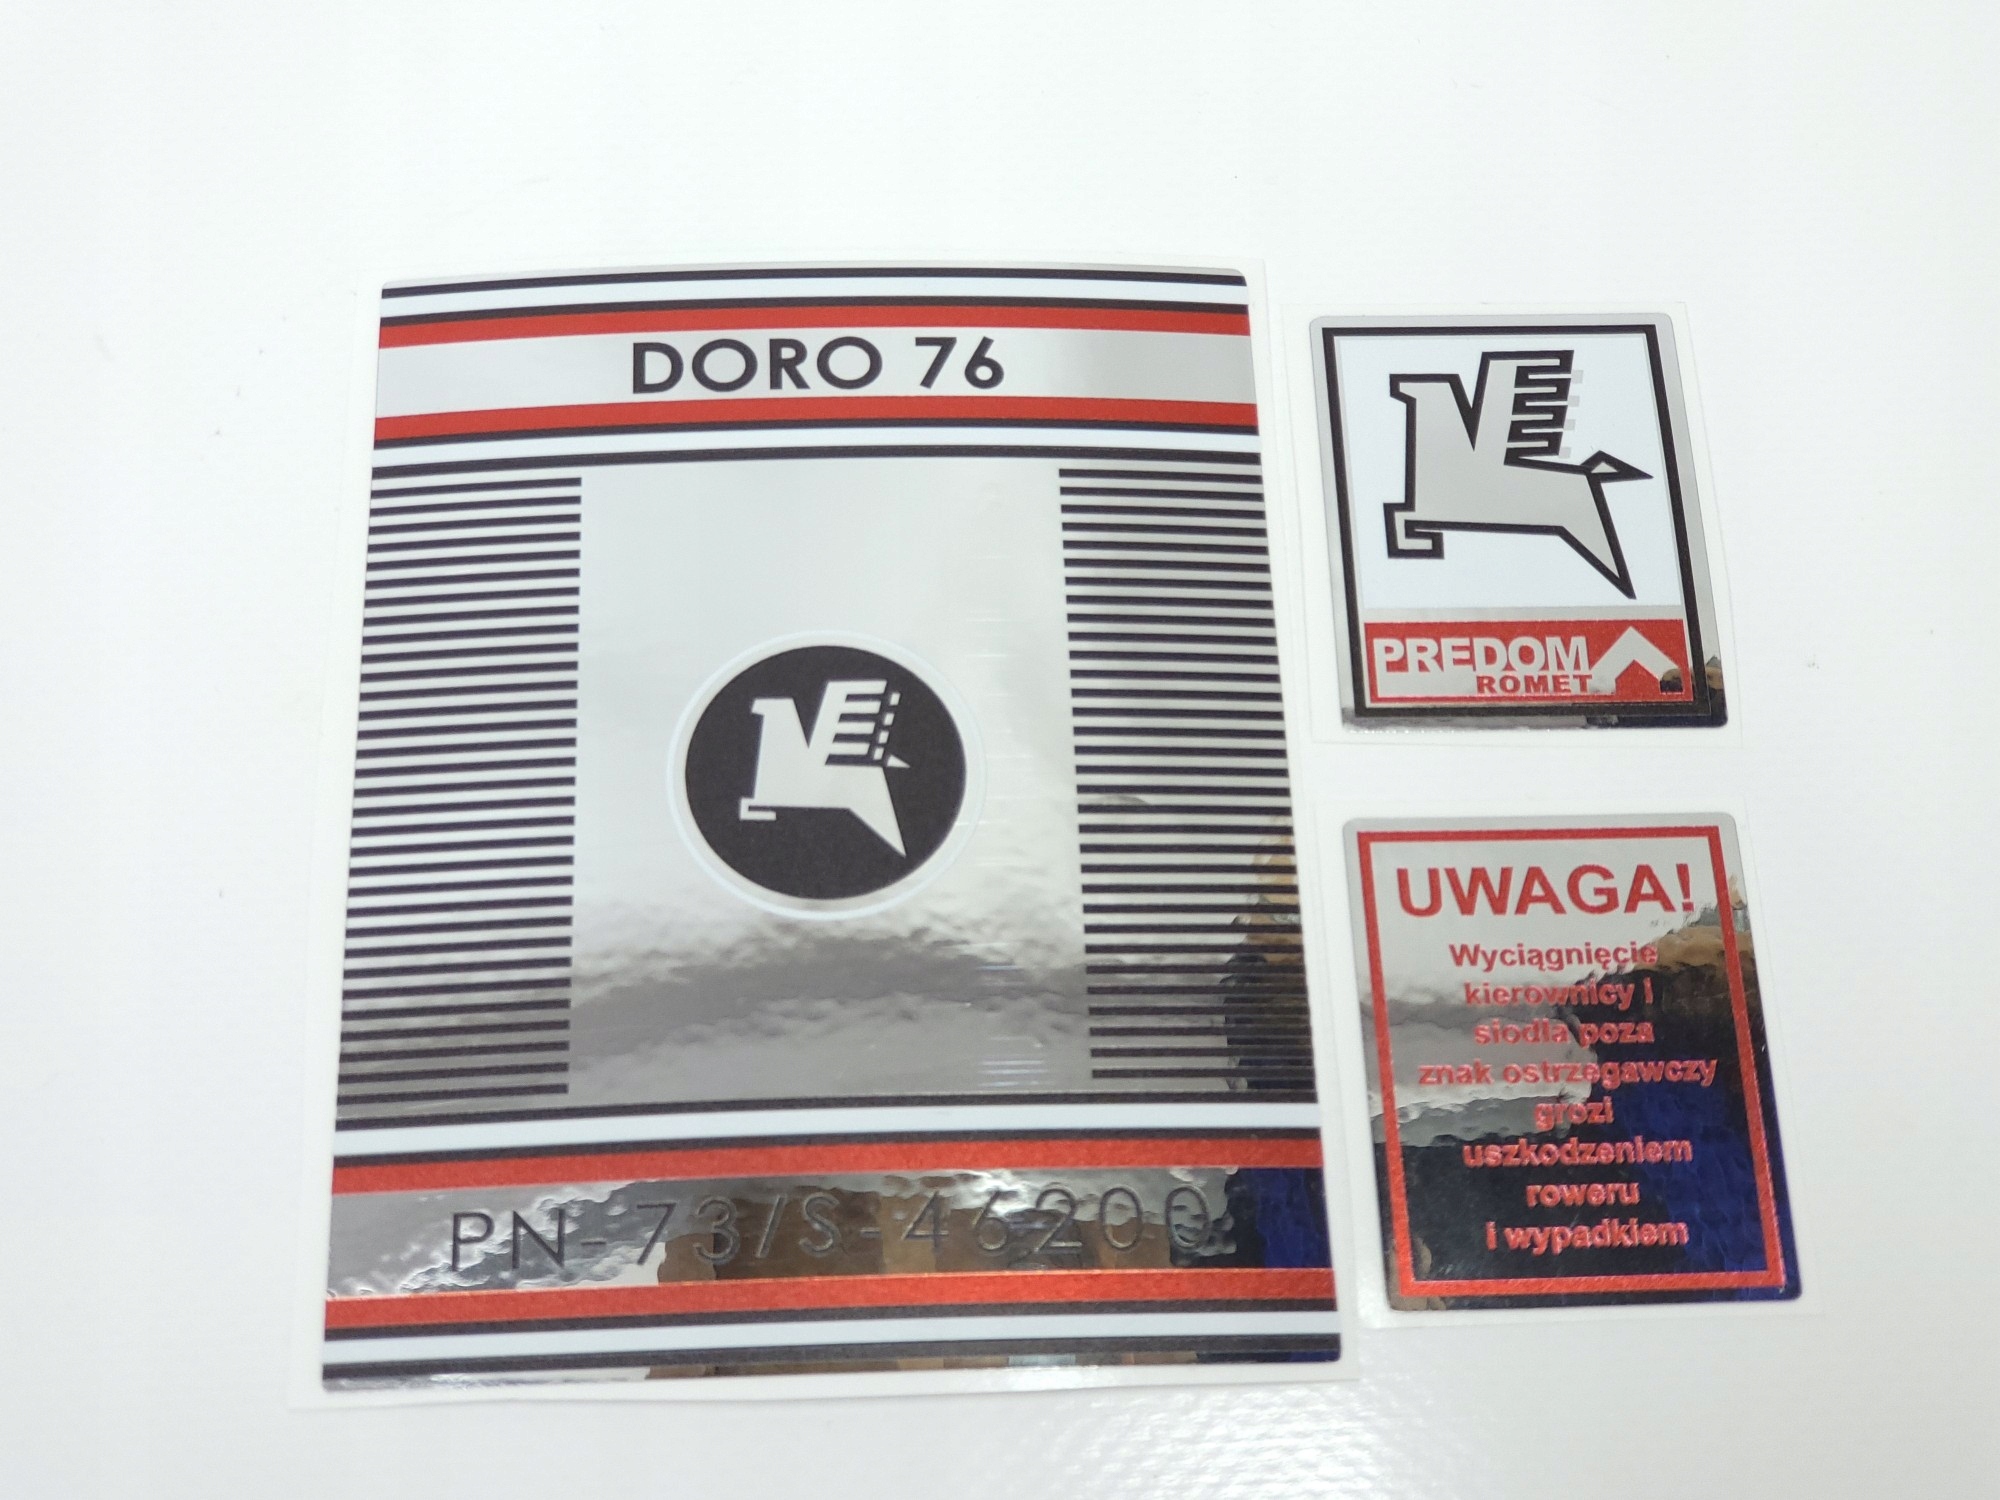 DORO 76
PN-73/S-46200
PREDOM
ROMET
UWAGA!
Wyciągnięcie
kierownicy i
siodła poza
znak ostrzegawczy
grozi
uszkodzeniem
roweru
i wypadkiem